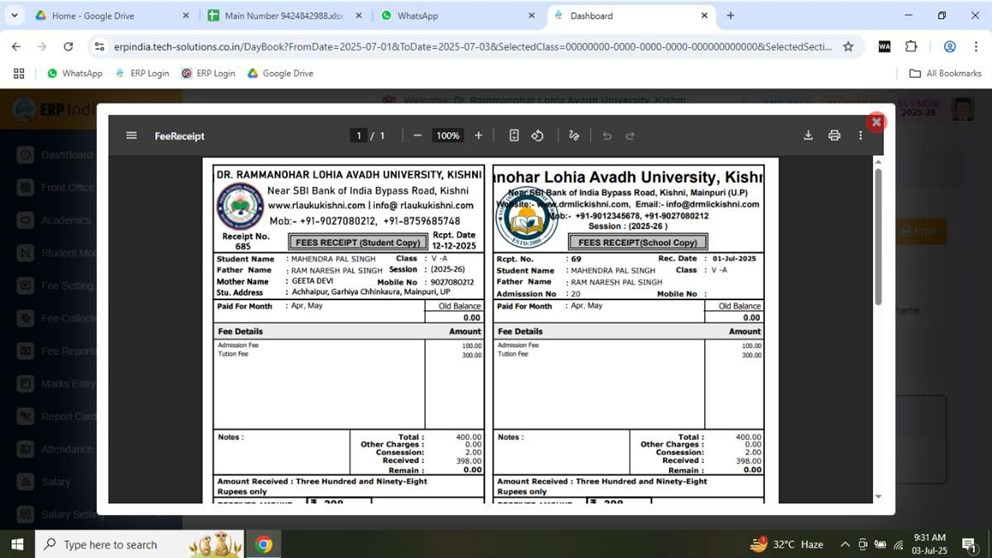 Home - Google Drive
Main Number 9424842988.xls
WhatsApp
Dashboard
erpindia.tech-solutions.co.in/DayBook?FromDate=2025-07-01&ToDate=2025-07-03&SelectedClass=00000000-0000-0000-0000-000000000000&SelectedSecti...
WA
WhatsApp
ERP Login
ERP Login
Google Drive
All Bookmarks
ERP Indi
Welcome: Dr. Rammanohar Lohia Avadh University, Kishni
SESSION
2025-26
DashBoard
Front Office
Academics
Student Mo
Fee Setting
Fee Collecti
Fee Reporti
Marks Entry
Report Card
Attendance
Salary
Salary Setting
Print
ame
FeeReceipt
1 / 1
100%
DR. RAMMANOHAR LOHIA AVADH UNIVERSITY, KISHNI
Near SBI Bank of India Bypass Road, Kishni
www.rlaukukishni.com | info@ rlaukukishni.com
Mob:- +91-9027080212, +91-8759685748
Receipt No.
685
FEES RECEIPT (Student Copy)
Rcpt. Date
12-12-2025
Student Name : MAHENDRA PAL SINGH Class : V -A
Father Name : RAM NARESH PAL SINGH Session : (2025-26)
Mother Name : GEETA DEVI Mobile No : 9027080212
Stu. Address : Achhaipur, Garhiya Chhinkaura, Mainpuri, UP
Paid For Month : Apr, May Old Balance
0.00
Fee Details Amount
Admission Fee 100.00
Tution Fee 300.00
Notes : Total : 400.00
Other Charges : 0.00
Consession: 2.00
Received : 398.00
Remain : 0.00
Amount Received : Three Hundred and Ninety-Eight
Rupees only
nohar Lohia Avadh University, Kishr
Near SBI Bank of India Bypass Road, Kishni, Mainpuri (U.P)
Website:- www.drmlickishni.com, Email:- info@drmlickishni.com
Mob:- +91-9012345678, +91-9027080212
Session : (2025-26 )
ESTD:2008
FEES RECEIPT(School Copy)
Rcpt. No. : 69 Rec. Date : 01-Jul-2025
Student Name : MAHENDRA PAL SINGH Class : V -A
Father Name : RAM NARESH PAL SINGH
Admisssion No : 20 Mobile No :
Paid For Month : Apr, May Old Balance
0.00
Fee Details Amount
Admission Fee 100.00
Tution Fee 300.00
Notes : Total : 400.00
Other Charges : 0.00
Consession: 2.00
Received : 398.00
Remain : 0.00
Amount Received : Three Hundred and Ninety-Eight
Rupees only
Type here to search
32°C Haze
9:31 AM
03-Jul-25